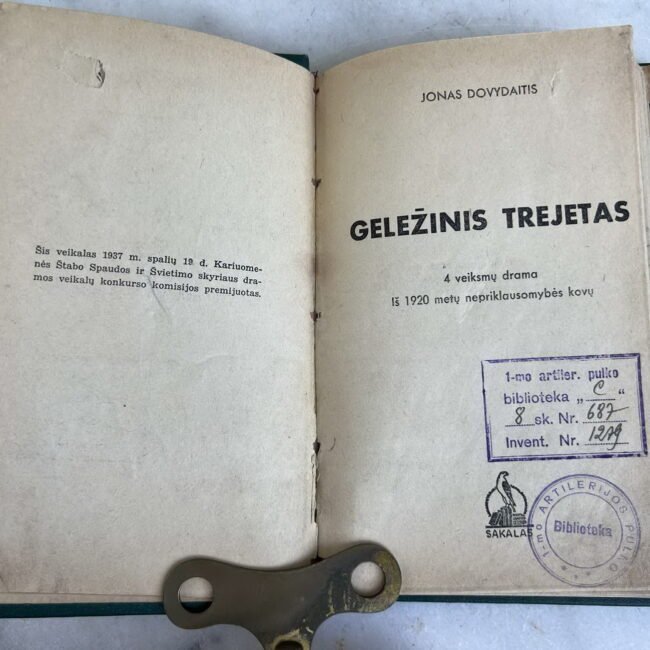 Šis veikalas 1937 m. spalių 19 d. Kariuome-
nės Štabo Spaudos ir Švietimo skyriaus dra-
mos veikalų konkurso komisijos premijuotas.
JONAS DOVYDAITIS
GELEŽINIS TREJETAS
4 veiksmų drama
Iš 1920 metų nepriklausomybės kovų
1-mo artiler. pulko
biblioteka „ C “
8 sk. Nr. 687
Invent. Nr. 1279
SAKALAS
1-mo ARTILERIJOS PULKO
Biblioteka